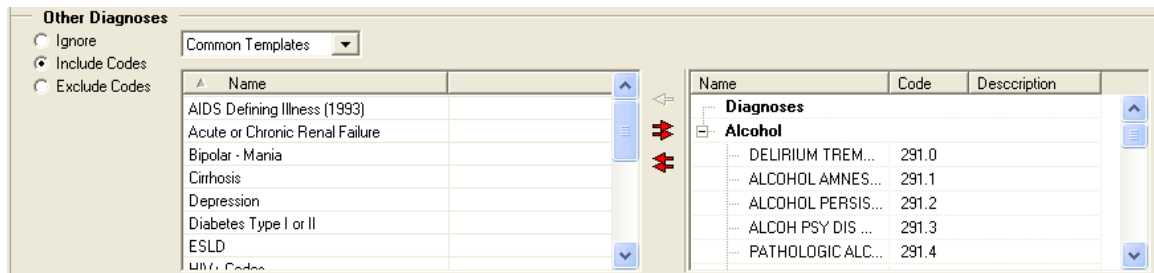 Other Diagnoses
Ignore
Include Codes
Exclude Codes
Common Templates
Name
AIDS Defining Illness (1993)
Acute or Chronic Renal Failure
Bipolar - Mania
Cirrhosis
Depression
Diabetes Type I or II
ESLD
HIV+ Codes
Name Code Desccription
Diagnoses
Alcohol
DELIRIUM TREM... 291.0
ALCOHOL AMNES... 291.1
ALCOHOL PERSIS... 291.2
ALCOH PSY DIS ... 291.3
PATHOLOGIC ALC... 291.4